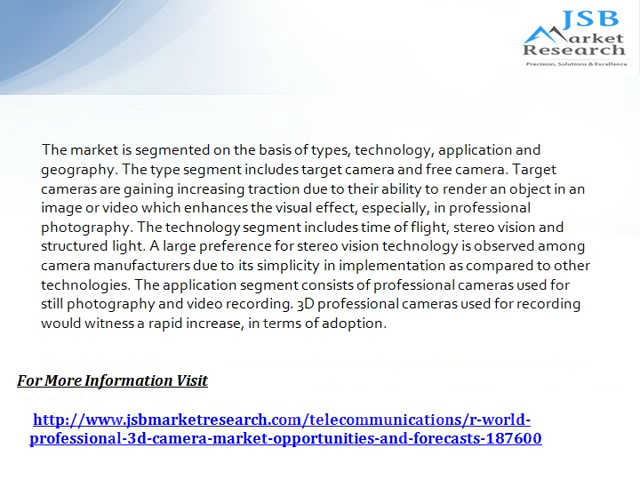 JSB
Market
Research
Precision, Solutions & Excellence
The market is segmented on the basis of types, technology, application and
geography. The type segment includes target camera and free camera. Target
cameras are gaining increasing traction due to their ability to render an object in an
image or video which enhances the visual effect, especially, in professional
photography. The technology segment includes time of flight, stereo vision and
structured light. A large preference for stereo vision technology is observed among
camera manufacturers due to its simplicity in implementation as compared to other
technologies. The application segment consists of professional cameras used for
still photography and video recording. 3D professional cameras used for recording
would witness a rapid increase, in terms of adoption.
For More Information Visit
http://www.jsbmarketresearch.com/telecommunications/r-world-
professional-3d-camera-market-opportunities-and-forecasts-187600